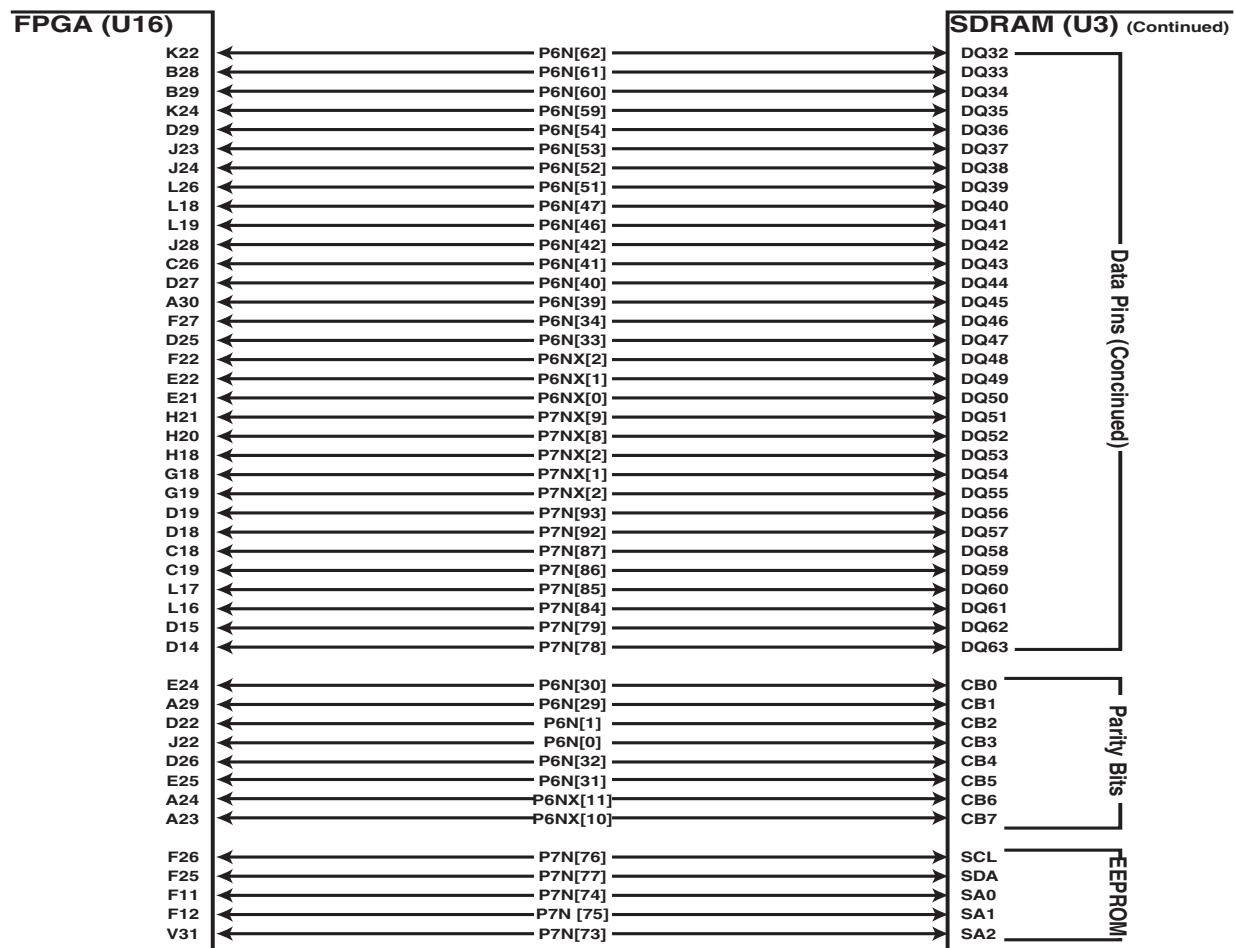 FPGA (U16) SDRAM (U3) (Continued)
K22 P6N[62] DQ32
B28 P6N[61] DQ33
B29 P6N[60] DQ34
K24 P6N[59] DQ35
D29 P6N[54] DQ36
J23 P6N[53] DQ37
J24 P6N[52] DQ38
L26 P6N[51] DQ39
L18 P6N[47] DQ40
L19 P6N[46] DQ41
J28 P6N[42] DQ42
C26 P6N[41] DQ43
D27 P6N[40] DQ44
A30 P6N[39] DQ45
F27 P6N[34] DQ46
D25 P6N[33] DQ47
F22 P6NX[2] DQ48
E22 P6NX[1] DQ49
E21 P6NX[0] DQ50
H21 P7NX[9] DQ51
H20 P7NX[8] DQ52
H18 P7NX[2] DQ53
G18 P7NX[1] DQ54
G19 P7NX[2] DQ55
D19 P7N[93] DQ56
D18 P7N[92] DQ57
C18 P7N[87] DQ58
C19 P7N[86] DQ59
L17 P7N[85] DQ60
L16 P7N[84] DQ61
D15 P7N[79] DQ62
D14 P7N[78] DQ63
Data Pins (Concinued)
E24 P6N[30] CB0
A29 P6N[29] CB1
D22 P6N[1] CB2
J22 P6N[0] CB3
D26 P6N[32] CB4
E25 P6N[31] CB5
A24 P6NX[11] CB6
A23 P6NX[10] CB7
Parity Bits
F26 P7N[76] SCL
F25 P7N[77] SDA
F11 P7N[74] SA0
F12 P7N [75] SA1
V31 P7N[73] SA2
EEPROM